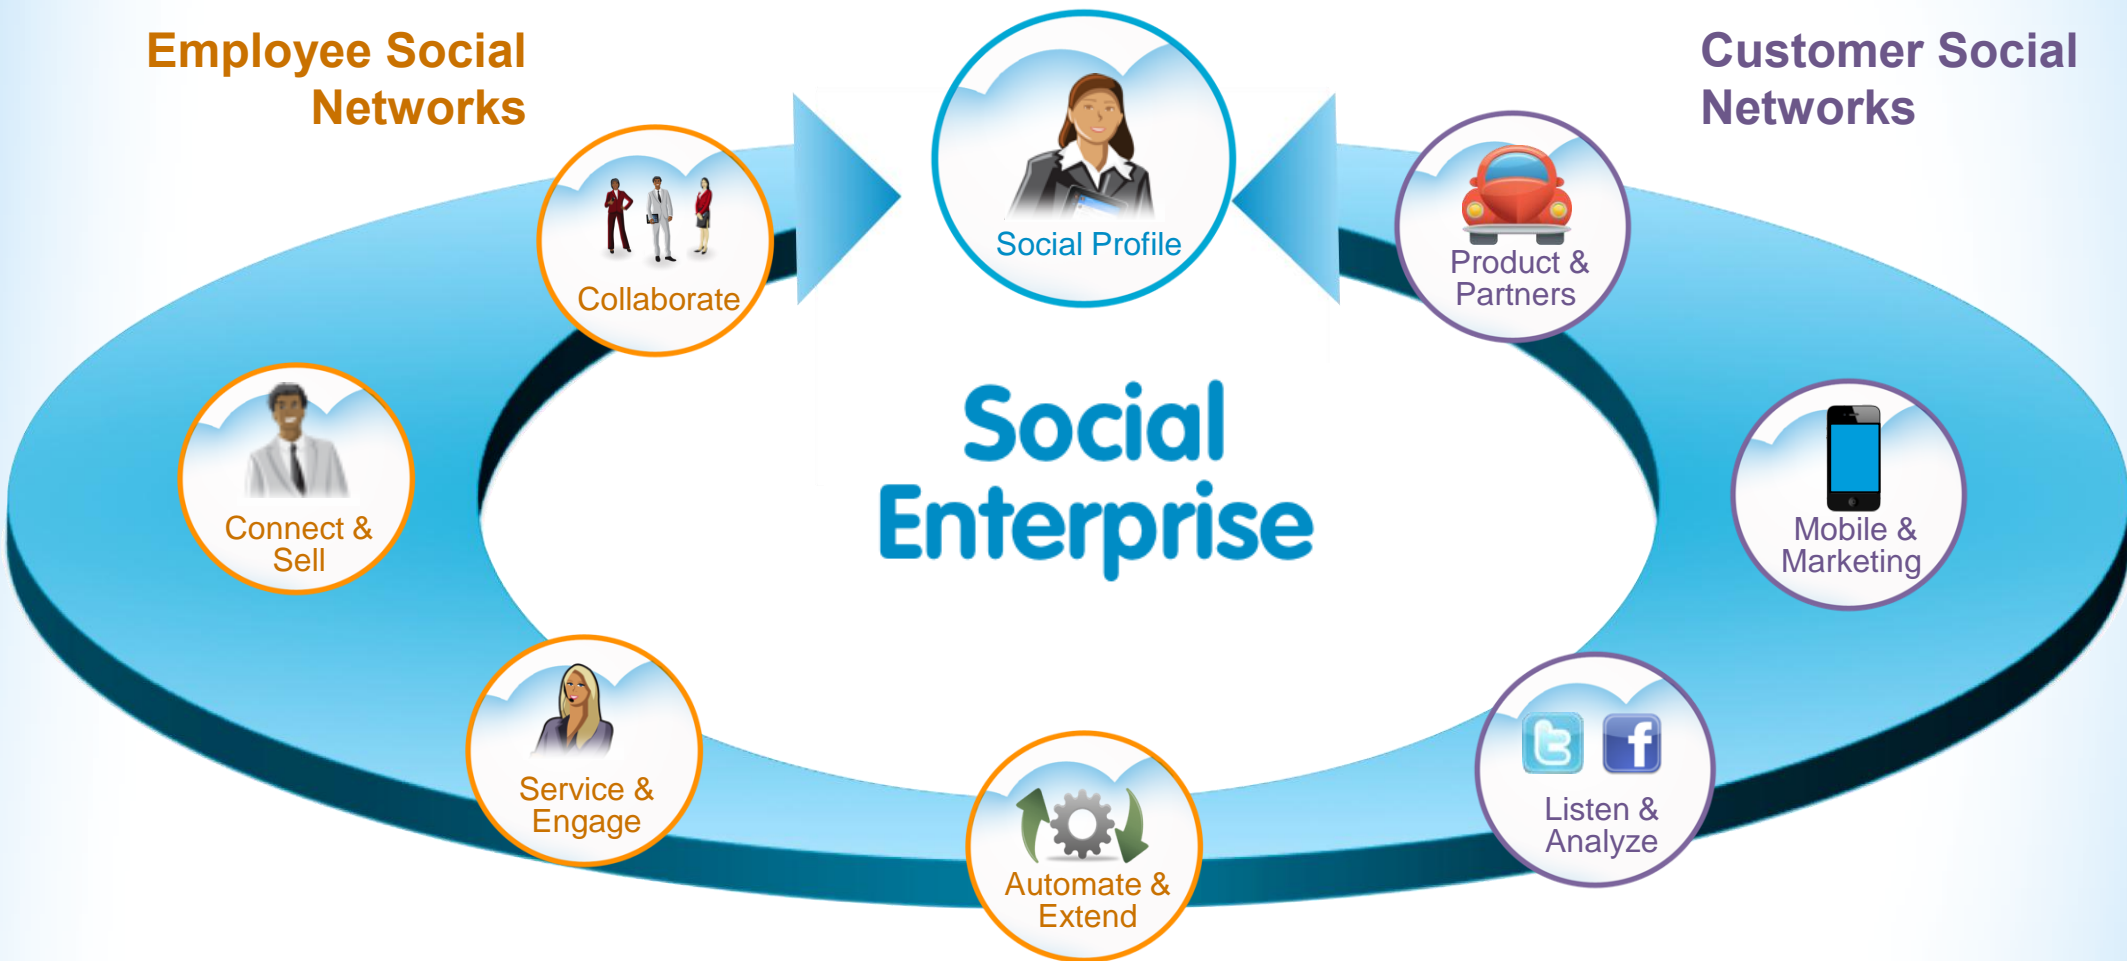 Employee Social
Networks
Customer Social
Networks
Social Profile
Collaborate
Product &
Partners
Social
Enterprise
Connect &
Sell
Mobile &
Marketing
Service &
Engage
Listen &
Analyze
Automate &
Extend